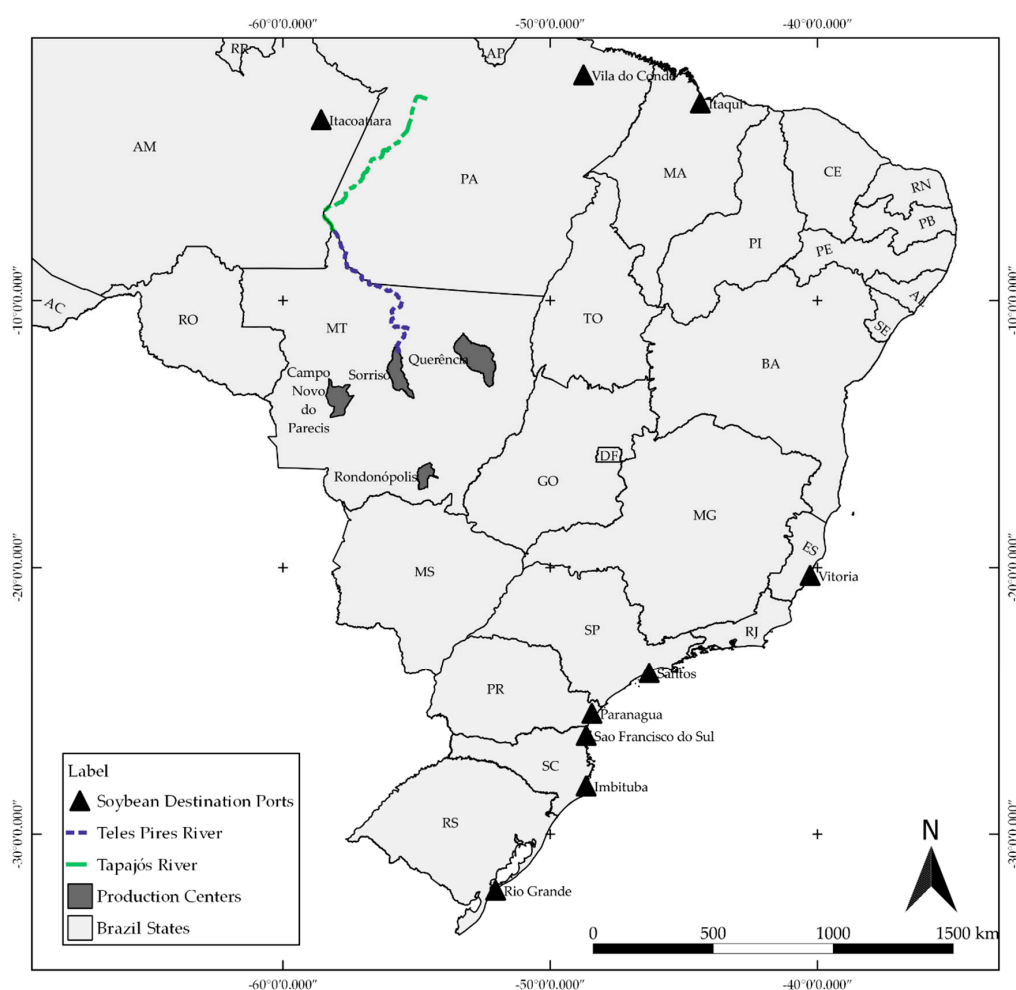 -60°0'0.000"
-50°0'0.000"
-40°0'0.000"
RR
AP
Vila do Conde
Itaqui
Itacoatiara
AM
PA
MA
CE
RN
PB
PI
PE
AL
SE
AC
-10°0'0.000"
-10°0'0.000"
RO
MT
TO
BA
Querência
Sorriso
Campo
Novo
do
Parecis
DF
GO
Rondonópolis
MG
ES
-20°0'0.000"
-20°0'0.000"
MS
Vitoria
SP
RJ
Santos
PR
Paranagua
Sao Francisco do Sul
SC
Imbituba
RS
-30°0'0.000"
-30°0'0.000"
Rio Grande
Label
Soybean Destination Ports
Teles Pires River
Tapajós River
Production Centers
Brazil States
N
0 500 1000 1500 km
-60°0'0.000"
-50°0'0.000"
-40°0'0.000"